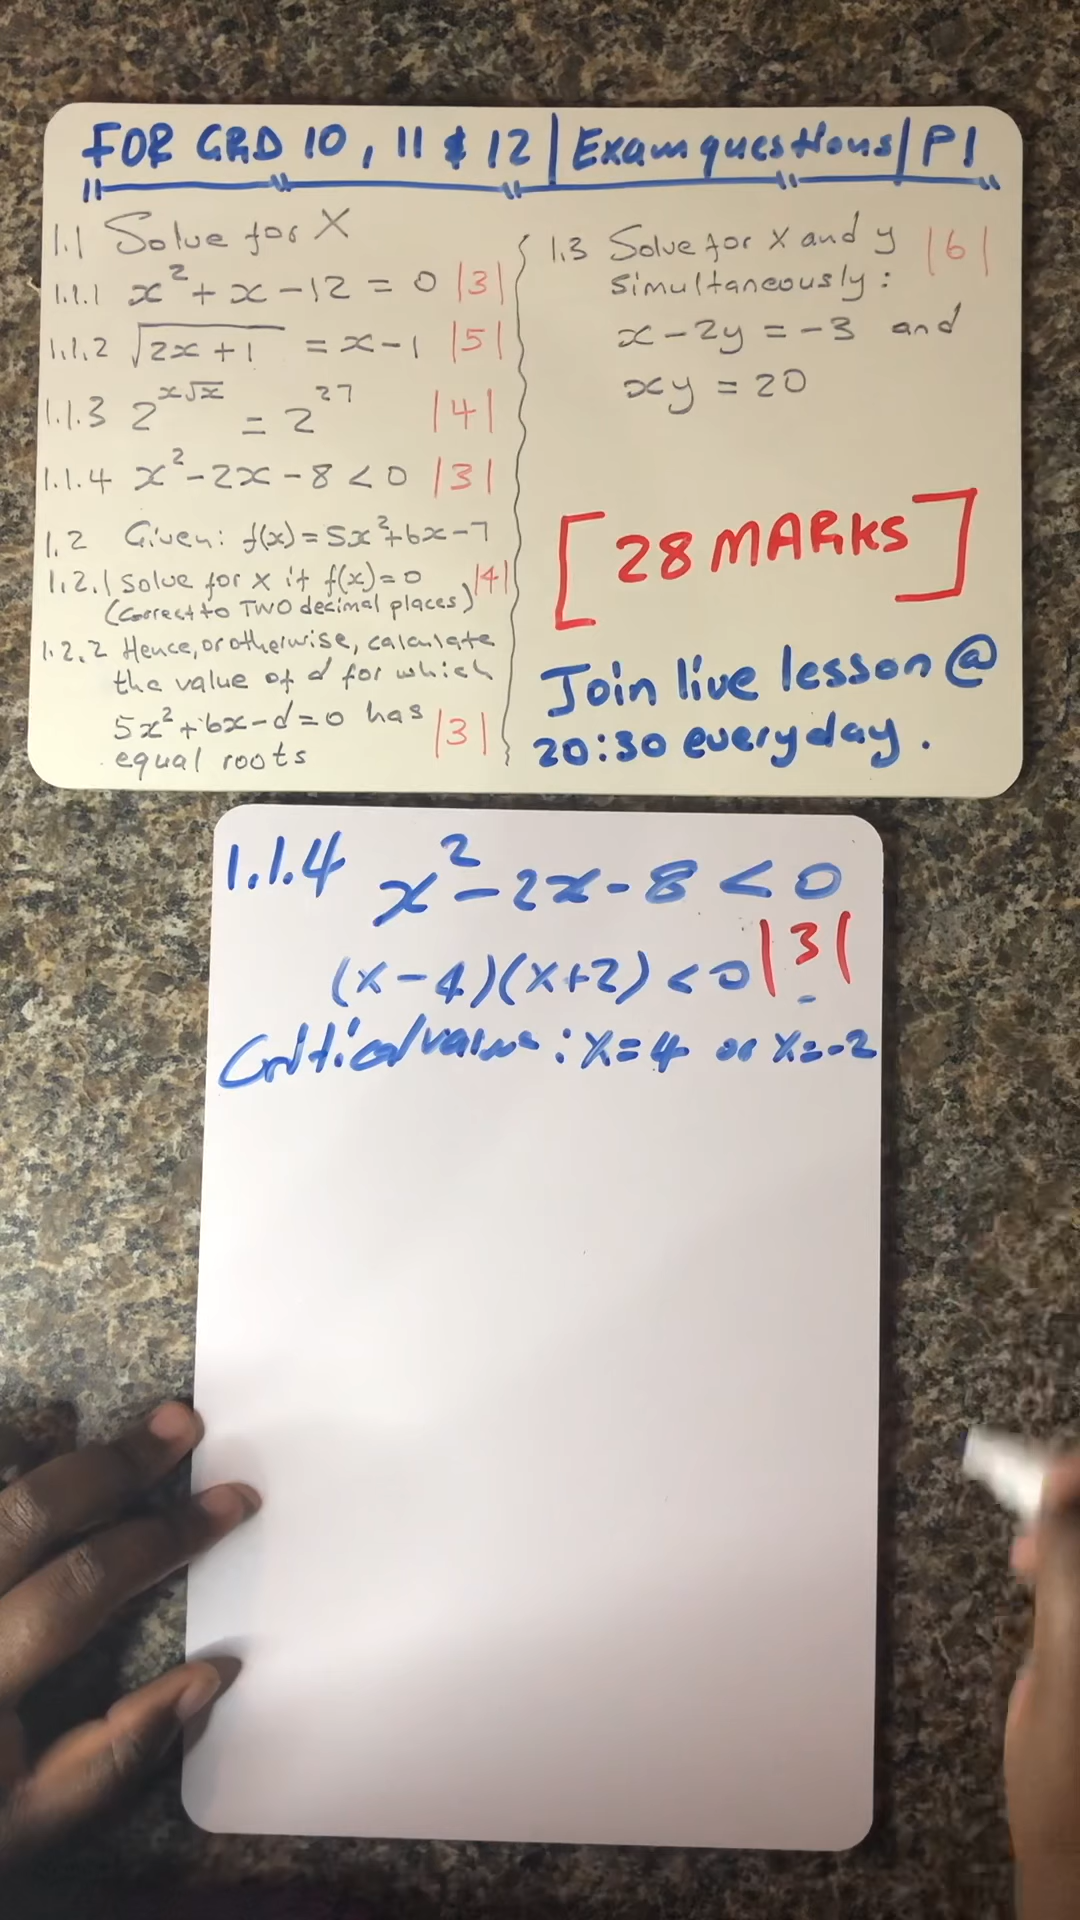 FOR GRD 10, 11 & 12 | Exam questions | P1
1.1 Solve for X
1.1.1 x² + x - 12 = 0 |3|
1.1.2 √(2x + 1) = x - 1 |5|
1.1.3 2^(x√x) = 2^27 |4|
1.1.4 x² - 2x - 8 < 0 |3|
1.2 Given: f(x) = 5x² + 6x - 7
1.2.1 Solve for x if f(x) = 0 |4|
(Correct to TWO decimal places)
1.2.2 Hence, or otherwise, calculate
the value of d for which
5x² + 6x - d = 0 has |3|
equal roots
1.3 Solve for x and y |6|
simultaneously:
x - 2y = -3 and
xy = 20
[28 MARKS]
Join live lesson @
20:30 everyday.
1.1.4 x² - 2x - 8 < 0
(x - 4)(x + 2) < 0 |3|
Critical values: x = 4 or x = -2